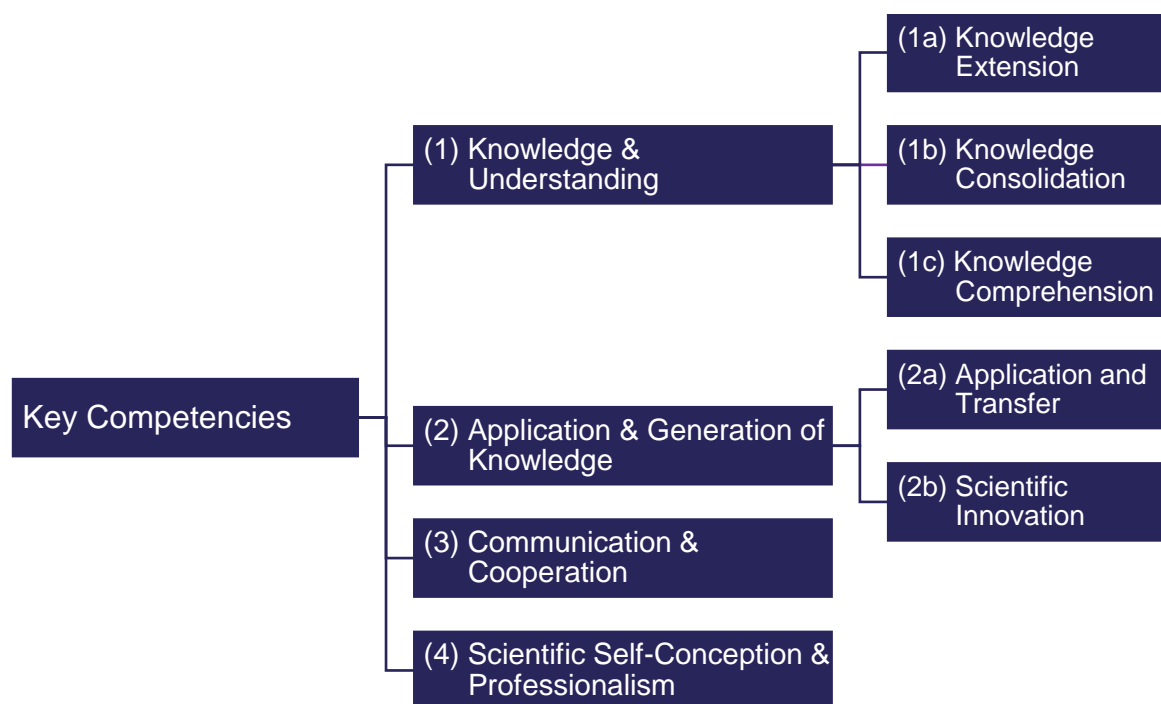 Key Competencies
(1) Knowledge &
Understanding
(1a) Knowledge
Extension
(1b) Knowledge
Consolidation
(1c) Knowledge
Comprehension
(2) Application & Generation of
Knowledge
(2a) Application and
Transfer
(2b) Scientific
Innovation
(3) Communication &
Cooperation
(4) Scientific Self-Conception &
Professionalism